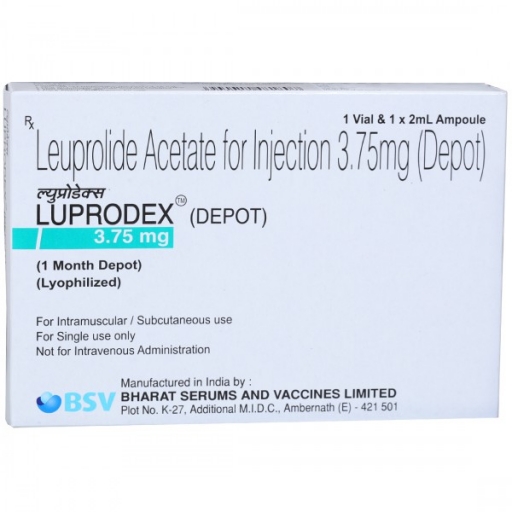 1 Vial & 1 x 2mL Ampoule
Rx
Leuprolide Acetate for Injection 3.75mg (Depot)
ल्युप्रोडेक्स
LUPRODEX™ (DEPOT)
3.75 mg
(1 Month Depot)
(Lyophilized)
For Intramuscular / Subcutaneous use
For Single use only
Not for Intravenous Administration
Manufactured in India by :
BSV BHARAT SERUMS AND VACCINES LIMITED
Plot No. K-27, Additional M.I.D.C., Ambernath (E) - 421 501